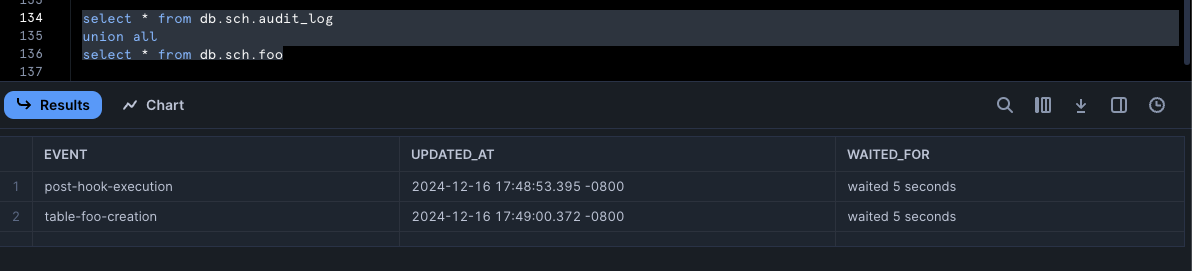 133
134 select * from db.sch.audit_log
135 union all
136 select * from db.sch.foo
137
Results Chart
EVENT UPDATED_AT WAITED_FOR
1 post-hook-execution 2024-12-16 17:48:53.395 -0800 waited 5 seconds
2 table-foo-creation 2024-12-16 17:49:00.372 -0800 waited 5 seconds